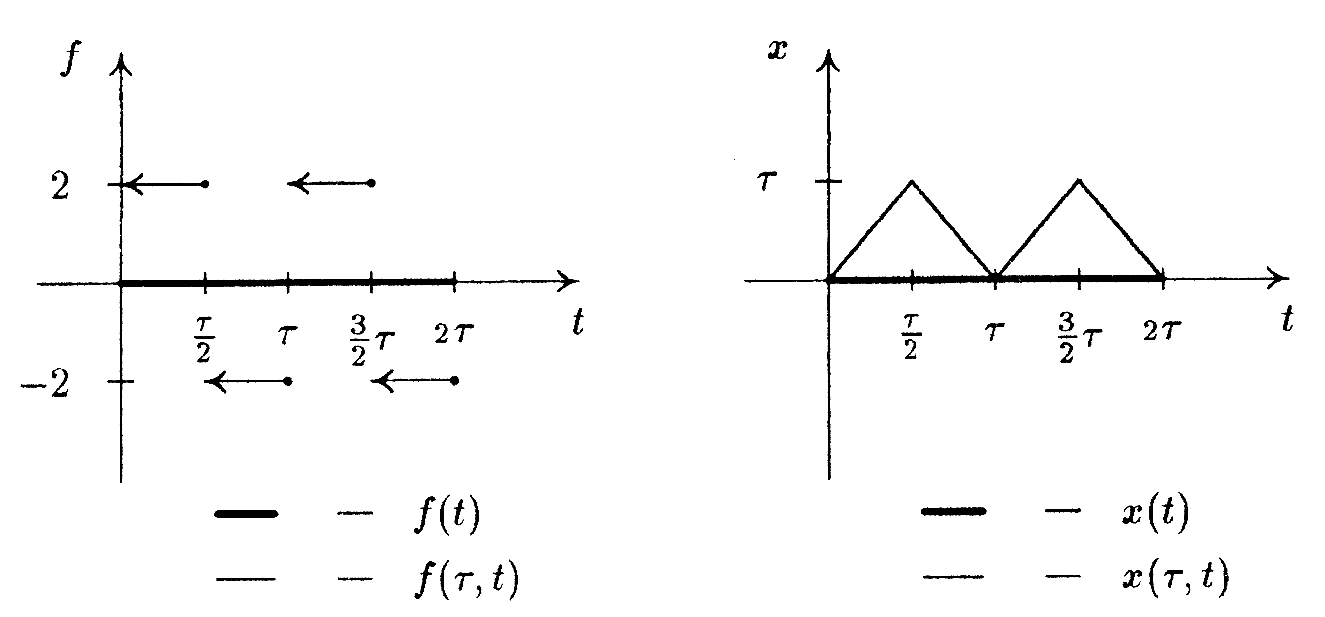 f
2
τ/2 τ 3/2 τ 2τ t
−2
— f(t)
— f(τ, t)
x
τ
τ/2 τ 3/2 τ 2τ t
— x(t)
— x(τ, t)